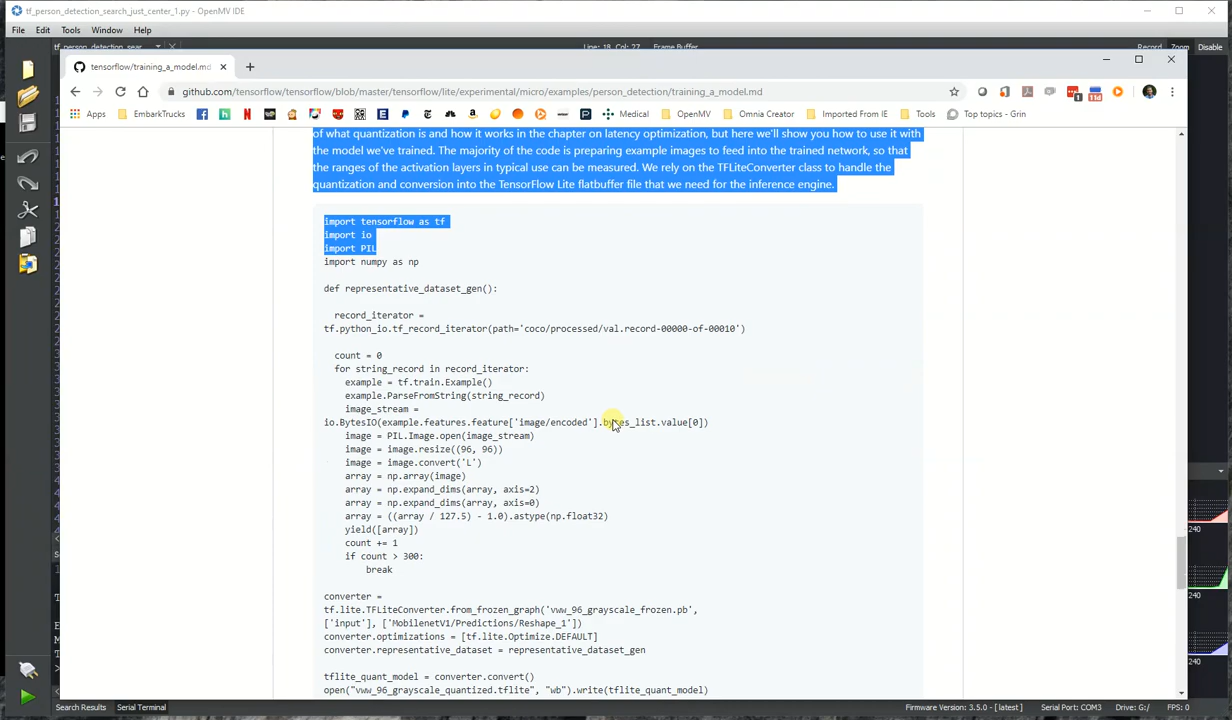 tf_person_detection_search_just_center_1.py - OpenMV IDE
File Edit Tools Window Help
tf_person_detection_sear... Line: 18, Col: 27 Frame Buffer Record Zoom Disable
tensorflow/training_a_model.md
github.com/tensorflow/tensorflow/blob/master/tensorflow/lite/experimental/micro/examples/person_detection/training_a_model.md
Apps EmbarkTrucks Medical OpenMV Omnia Creator Imported From IE Tools Top topics - Grin
of what quantization is and how it works in the chapter on latency optimization, but here we'll show you how to use it with
the model we've trained. The majority of the code is preparing example images to feed into the trained network, so that
the ranges of the activation layers in typical use can be measured. We rely on the TFLiteConverter class to handle the
quantization and conversion into the TensorFlow Lite flatbuffer file that we need for the inference engine.
import tensorflow as tf
import io
import PIL
import numpy as np
def representative_dataset_gen():
record_iterator =
tf.python_io.tf_record_iterator(path='coco/processed/val.record-00000-of-00010')
count = 0
for string_record in record_iterator:
example = tf.train.Example()
example.ParseFromString(string_record)
image_stream =
io.BytesIO(example.features.feature['image/encoded'].bytes_list.value[0])
image = PIL.Image.open(image_stream)
image = image.resize((96, 96))
image = image.convert('L')
array = np.array(image)
array = np.expand_dims(array, axis=2)
array = np.expand_dims(array, axis=0)
array = ((array / 127.5) - 1.0).astype(np.float32)
yield([array])
count += 1
if count > 300:
break
converter =
tf.lite.TFLiteConverter.from_frozen_graph('vww_96_grayscale_frozen.pb',
['input'], ['MobilenetV1/Predictions/Reshape_1'])
converter.optimizations = [tf.lite.Optimize.DEFAULT]
converter.representative_dataset = representative_dataset_gen
tflite_quant_model = converter.convert()
open("vww_96_grayscale_quantized.tflite", "wb").write(tflite_quant_model)
240
240
240
Search Results Serial Terminal Firmware Version: 3.5.0 - [ latest ] Serial Port: COM3 Drive: G:/ FPS: 0